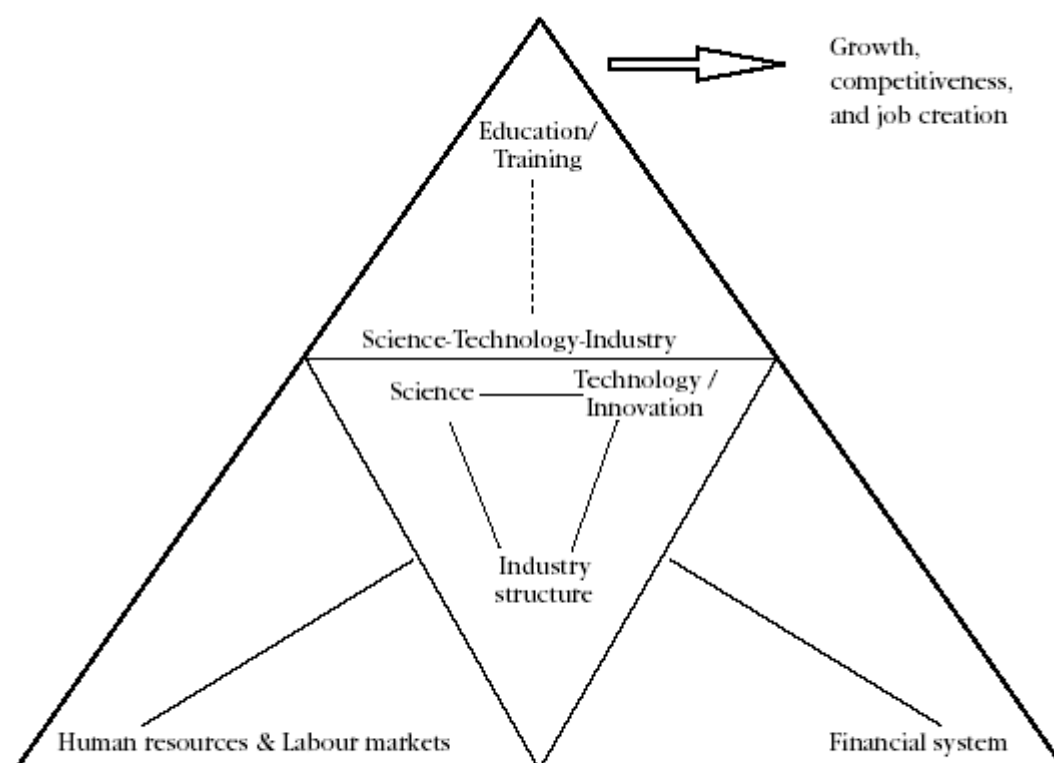 Growth,
competitiveness,
and job creation
Education/
Training
Science-Technology-Industry
Science
Technology /
Innovation
Industry
structure
Human resources & Labour markets
Financial system